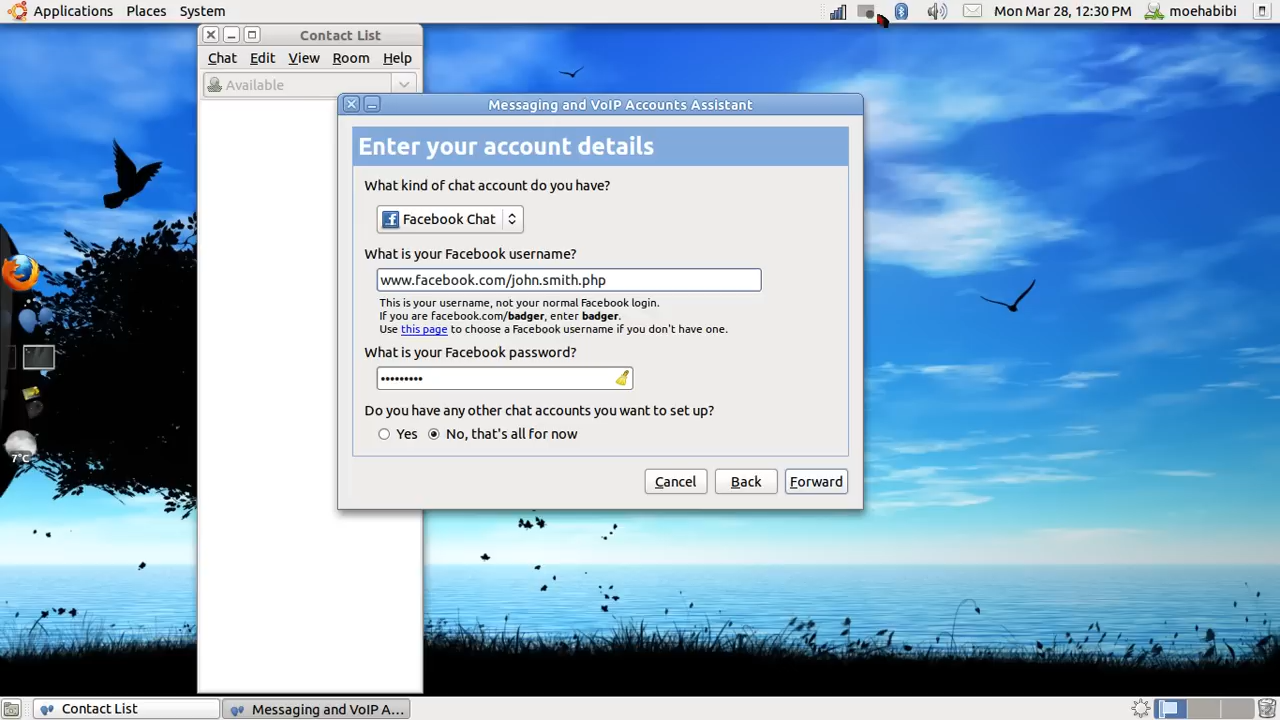 Applications Places System Mon Mar 28, 12:30 PM moehabibi
Contact List
Chat Edit View Room Help
Available
Messaging and VoIP Accounts Assistant
Enter your account details
What kind of chat account do you have?
Facebook Chat
What is your Facebook username?
www.facebook.com/john.smith.php
This is your username, not your normal Facebook login.
If you are facebook.com/badger, enter badger.
Use this page to choose a Facebook username if you don't have one.
What is your Facebook password?
•••••••••
Do you have any other chat accounts you want to set up?
Yes No, that's all for now
Cancel Back Forward
7°C
Contact List Messaging and VoIP A...